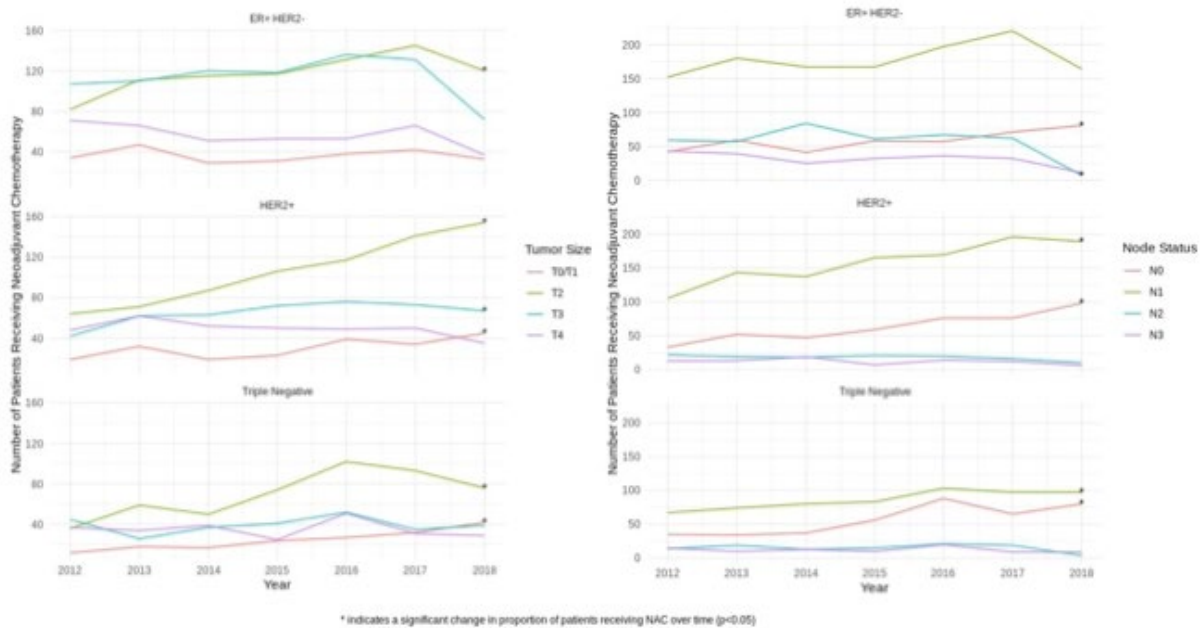 ER+ HER2-
160
120
80
40
HER2+
160
120
80
40
Triple Negative
160
120
80
40
2012 2013 2014 2015 2016 2017 2018
Year
Number of Patients Receiving Neoadjuvant Chemotherapy
Tumor Size
T0/T1
T2
T3
T4
ER+ HER2-
200
150
100
50
0
HER2+
200
150
100
50
0
Triple Negative
200
150
100
50
0
2012 2013 2014 2015 2016 2017 2018
Year
Number of Patients Receiving Neoadjuvant Chemotherapy
Node Status
N0
N1
N2
N3
* indicates a significant change in proportion of patients receiving NAC over time (p<0.05)